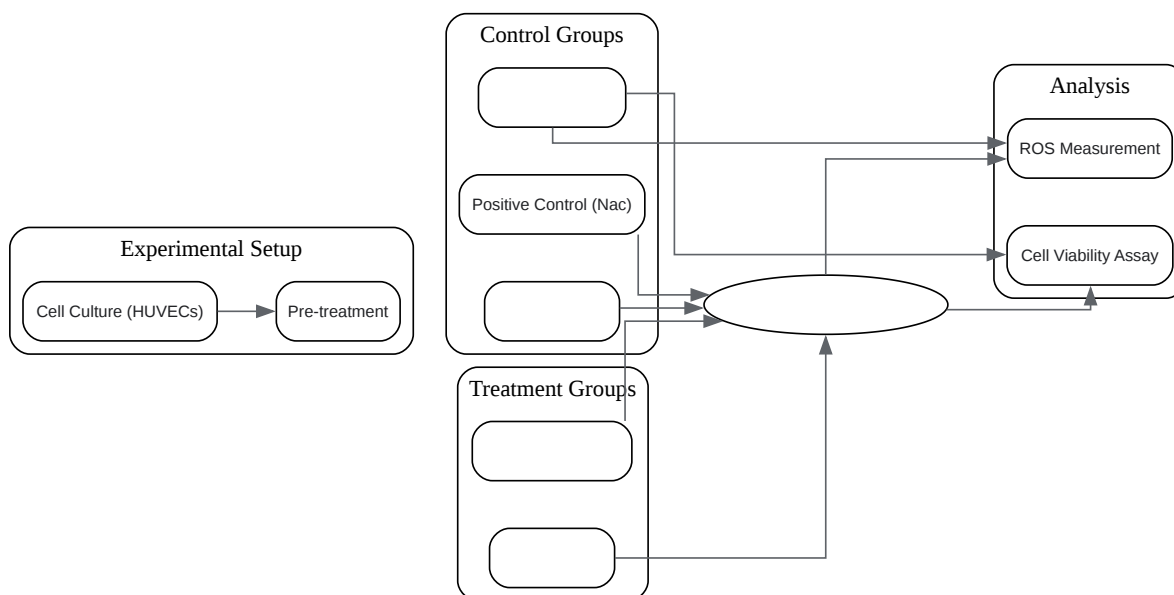 Control Groups
Analysis
ROS Measurement
Positive Control (Nac)
Experimental Setup
Cell Viability Assay
Cell Culture (HUVECs)
Pre-treatment
Treatment Groups